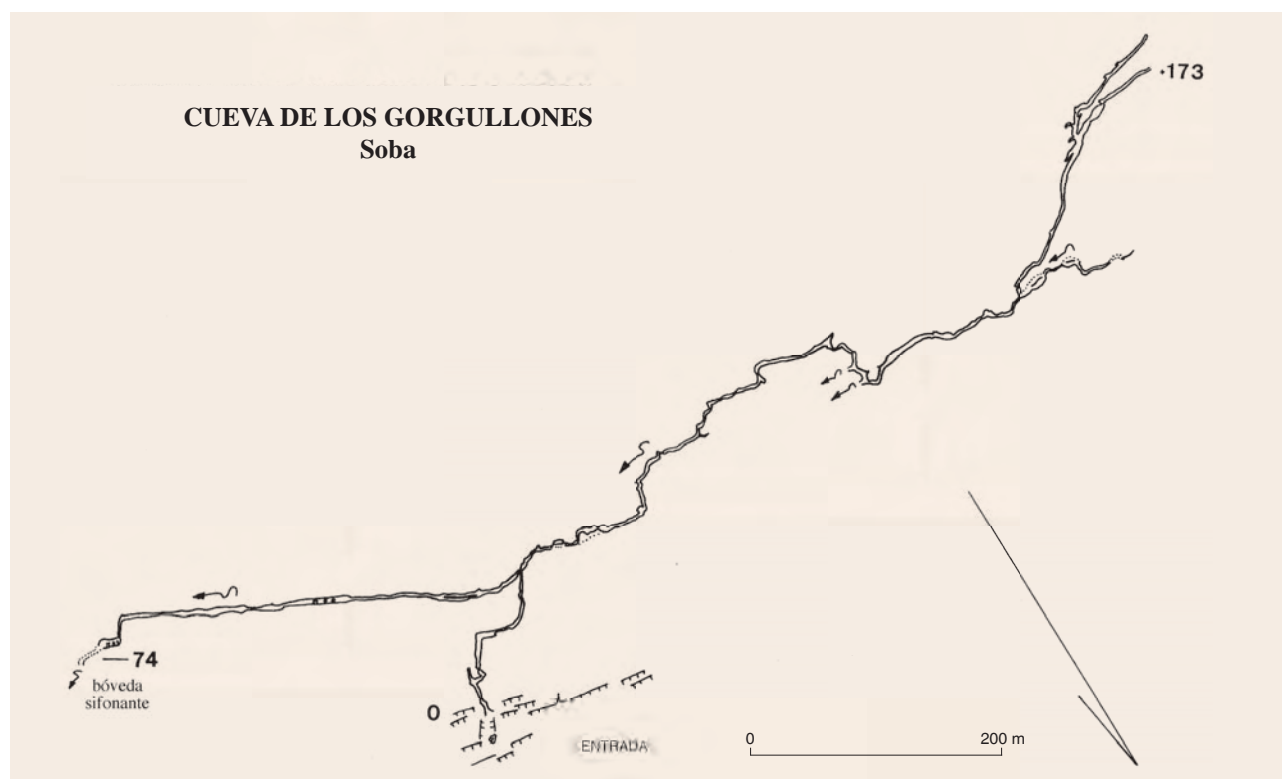 CUEVA DE LOS GORGULLONES
Soba
·173
— 74
bóveda
sifonante
0
ENTRADA
0 200 m